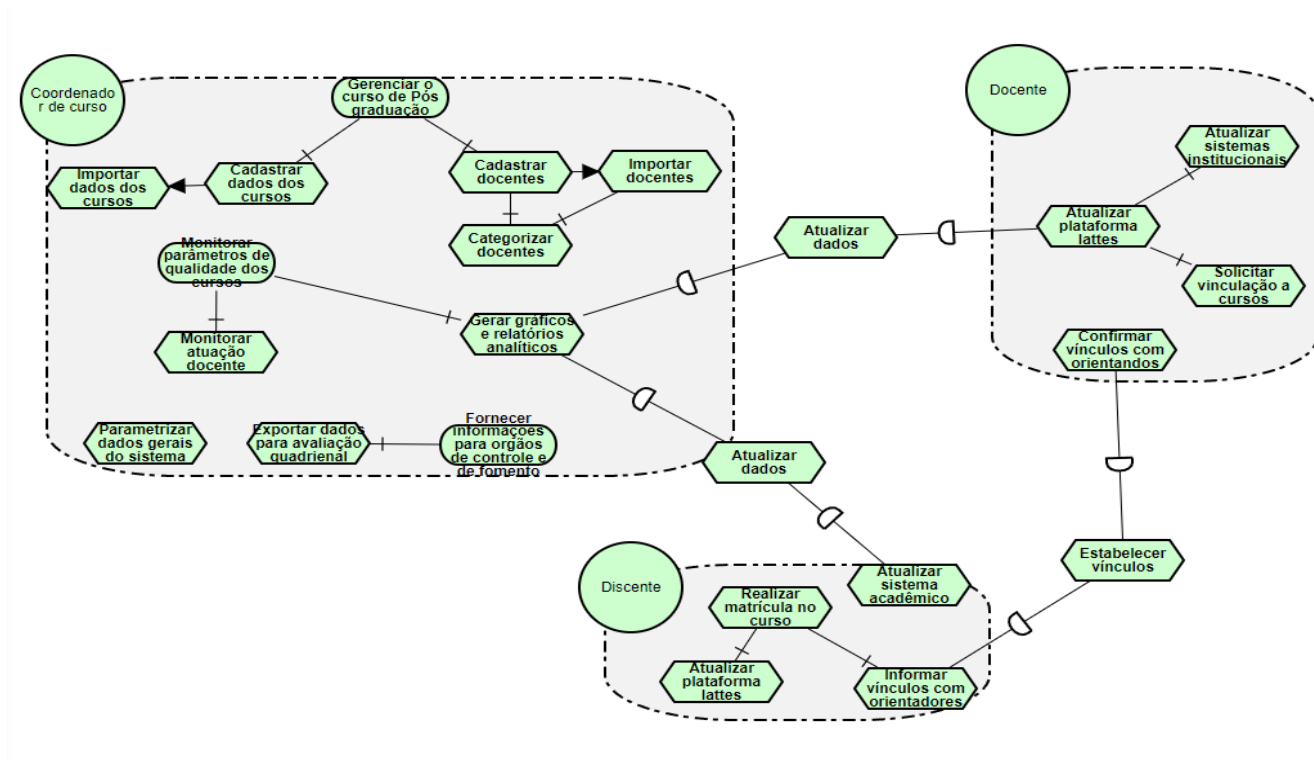 Coordenado
r de curso
Gerenciar o
curso de Pós
graduação
Importar
dados dos
cursos
Cadastrar
dados dos
cursos
Cadastrar
docentes
Importar
docentes
Categorizar
docentes
Monitorar
parâmetros de
qualidade dos
cursos
Monitorar
atuação
docente
Gerar gráficos
e relatórios
analíticos
Parametrizar
dados gerais
do sistema
Exportar dados
para avaliação
quadrienal
Fornecer
informações
para orgãos
de controle e
de fomento
Atualizar
dados
Atualizar
dados
Docente
Atualizar
sistemas
institucionais
Atualizar
plataforma
lattes
Solicitar
vinculação a
cursos
Confirmar
vínculos com
orientandos
Estabelecer
vínculos
Discente
Atualizar
sistema
acadêmico
Realizar
matrícula no
curso
Atualizar
plataforma
lattes
Informar
vínculos com
orientadores